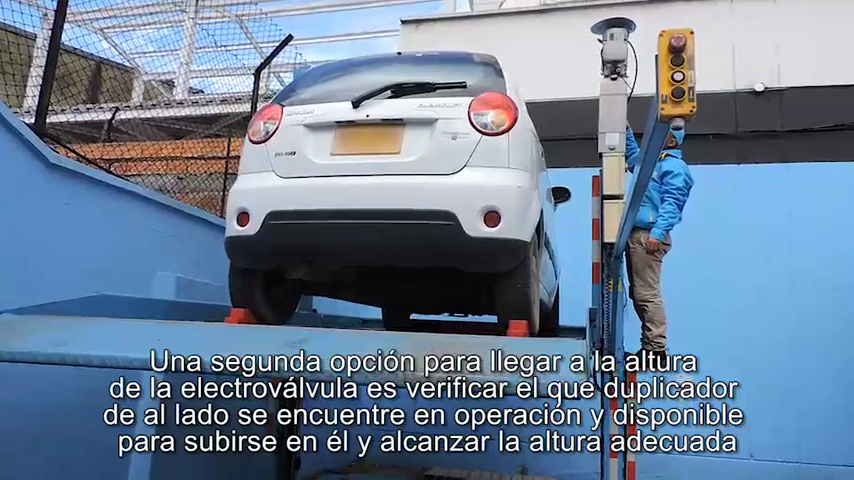 Una segunda opción para llegar a la altura
de la electroválvula es verificar el que duplicador
de al lado se encuentre en operación y disponible
para subirse en él y alcanzar la altura adecuada